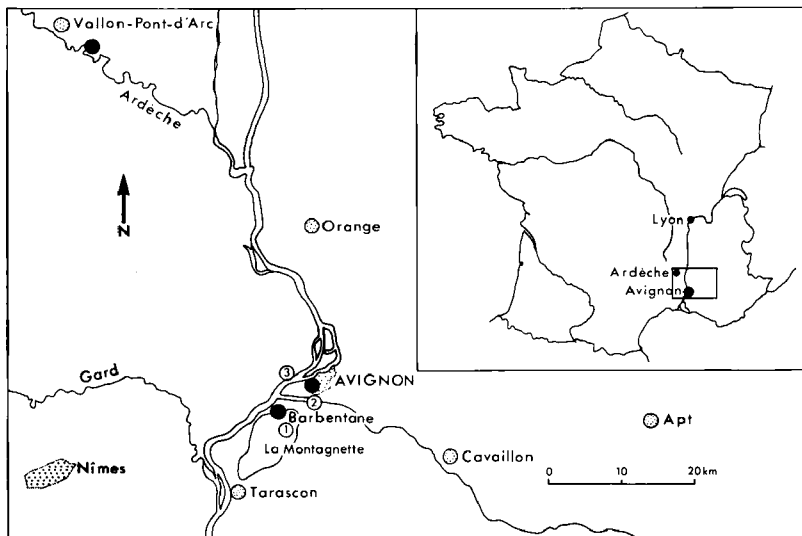 Vallon-Pont-d'Arc
Ardèche
N
Orange
Gard
3
AVIGNON
2
Barbentane
1
La Montagnette
Nîmes
Tarascon
Cavaillon
Apt
0 10 20km
Lyon
Ardèche
Avignan